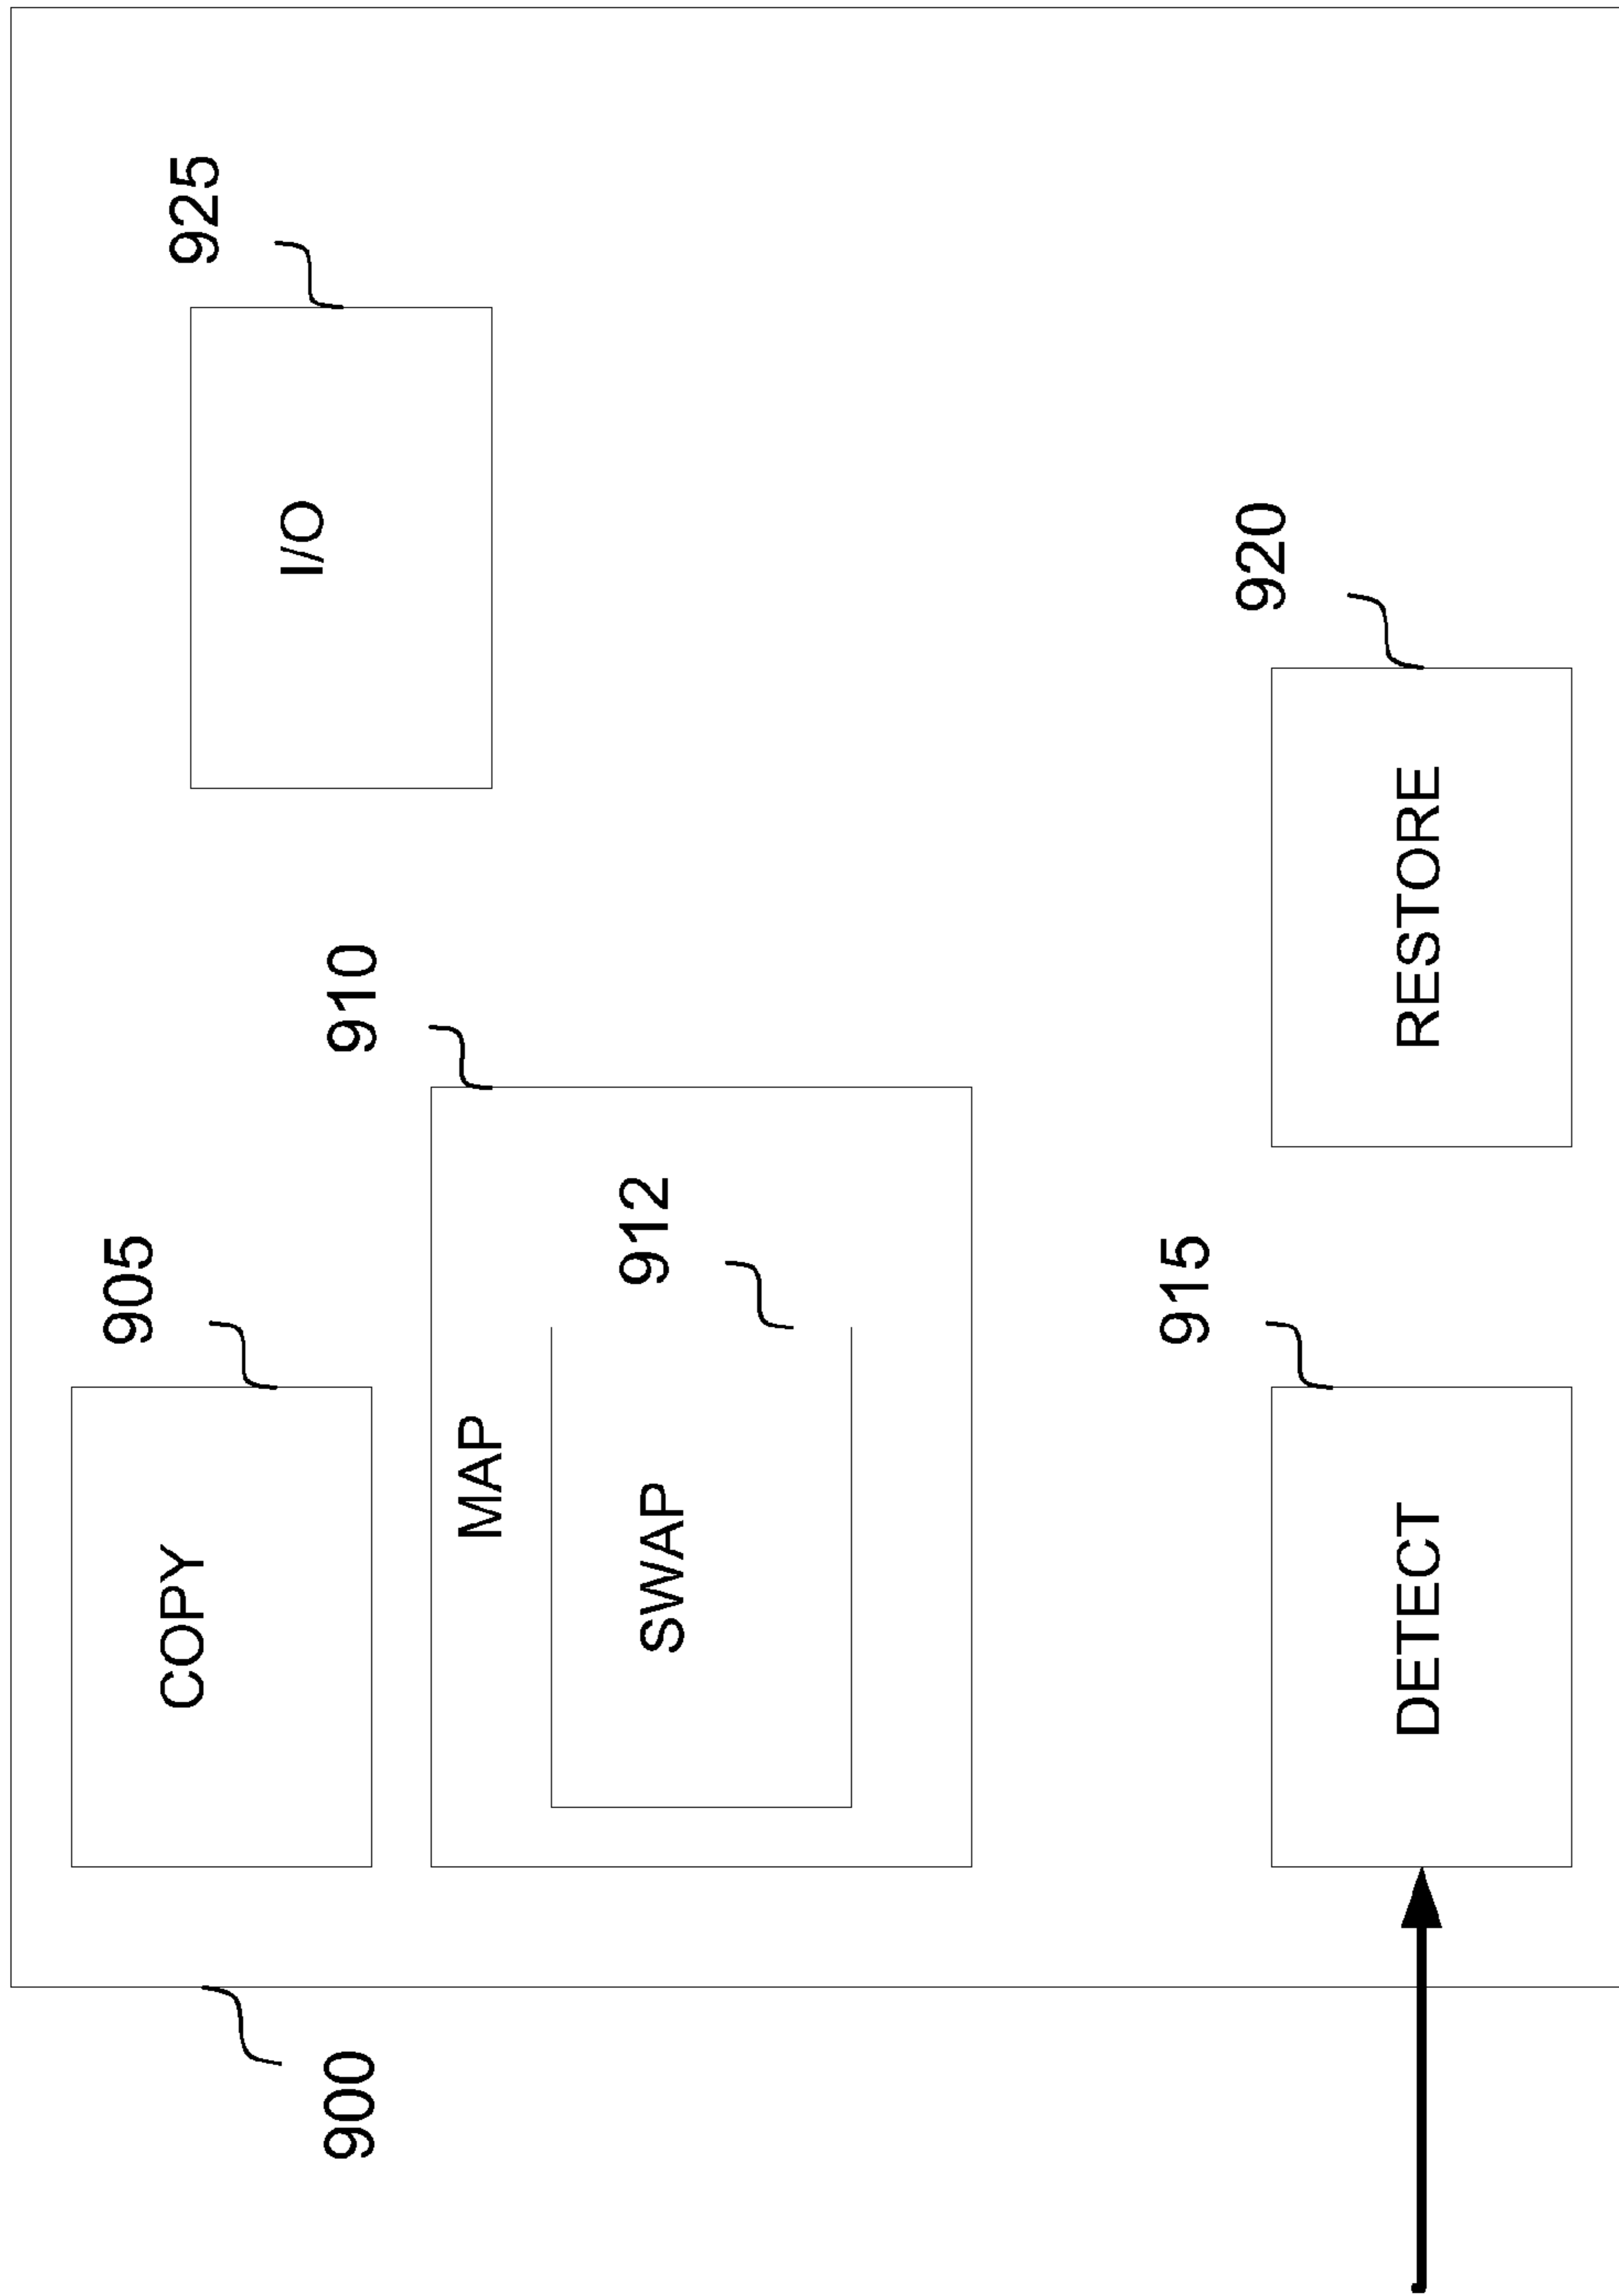 905
COPY
925
I/O
910
MAP
912
SWAP
900
915
DETECT
920
RESTORE